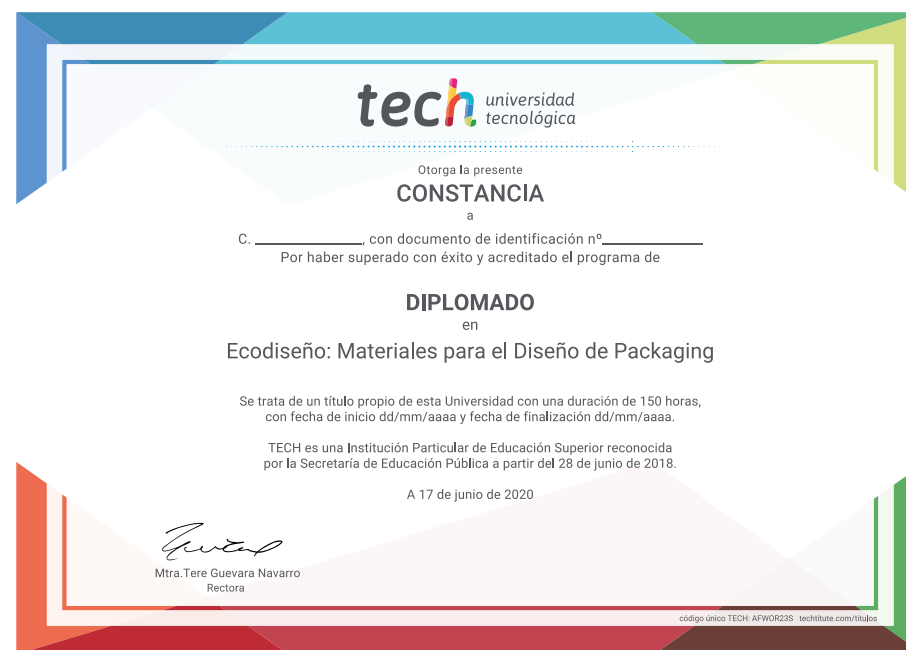 tech universidad
tecnológica
Otorga la presente
CONSTANCIA
a
C. ______________, con documento de identificación nº_____________
Por haber superado con éxito y acreditado el programa de
DIPLOMADO
en
Ecodiseño: Materiales para el Diseño de Packaging
Se trata de un título propio de esta Universidad con una duración de 150 horas,
con fecha de inicio dd/mm/aaaa y fecha de finalización dd/mm/aaaa.
TECH es una Institución Particular de Educación Superior reconocida
por la Secretaría de Educación Pública a partir del 28 de junio de 2018.
A 17 de junio de 2020
Mtra.Tere Guevara Navarro
Rectora
código único TECH: AFWOR23S techtitute.com/titulos